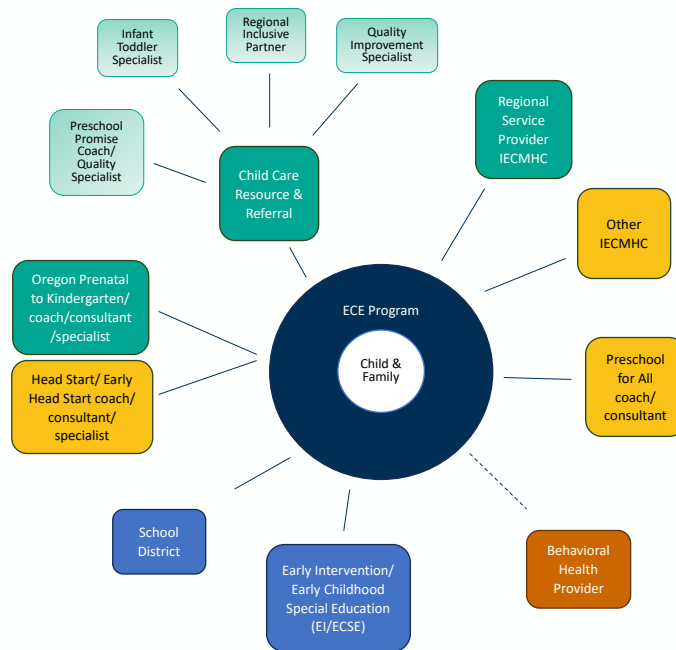 Infant
Toddler
Specialist
Regional
Inclusive
Partner
Quality
Improvement
Specialist
Preschool
Promise
Coach/
Quality
Specialist
Child Care
Resource &
Referral
Regional
Service
Provider
IECMHC
Other
IECMHC
Oregon Prenatal
to Kindergarten/
coach/consultant
/specialist
ECE Program
Child &
Family
Head Start/ Early
Head Start coach/
consultant/
specialist
Preschool
for All
coach/
consultant
School
District
Early Intervention/
Early Childhood
Special Education
(EI/ECSE)
Behavioral
Health
Provider